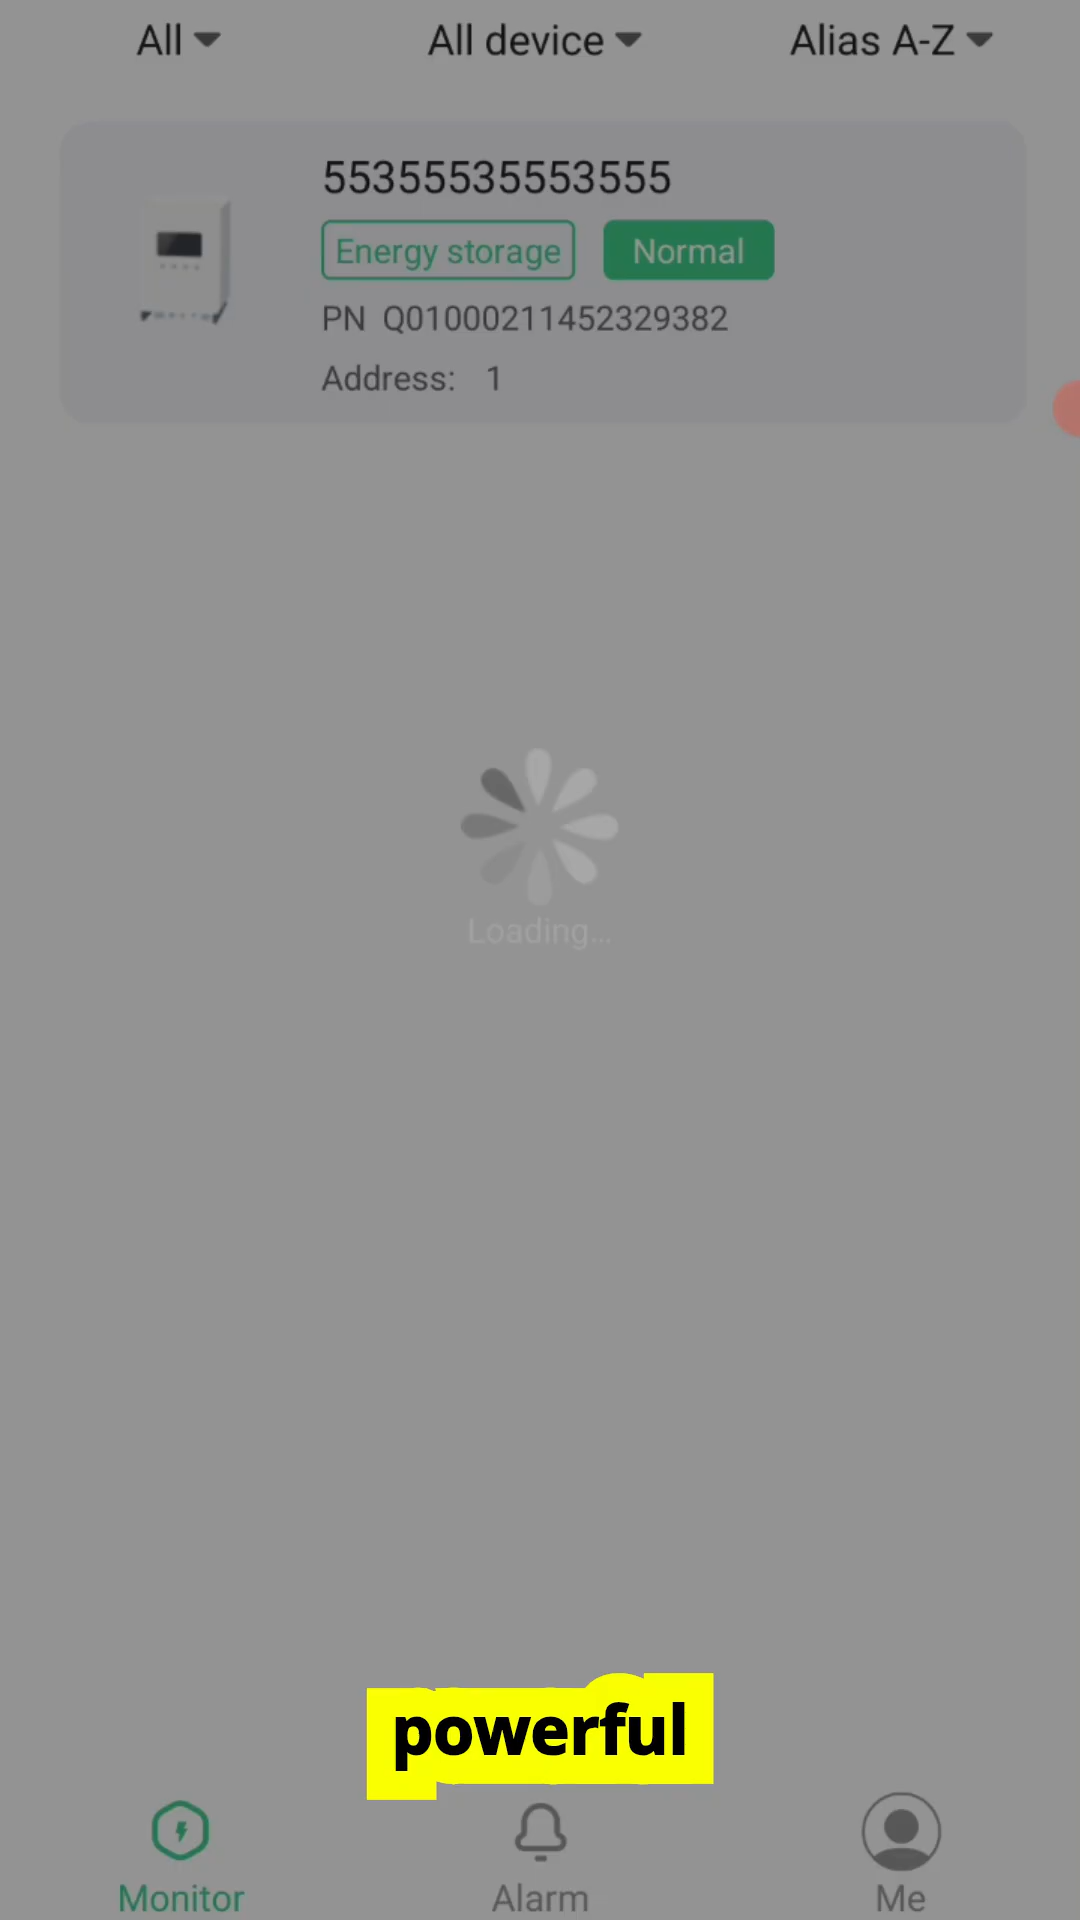 All
All device
Alias A-Z
55355535553555
Energy storage
Normal
PN Q01000211452329382
Address: 1
Loading...
powerful
Monitor
Alarm
Me